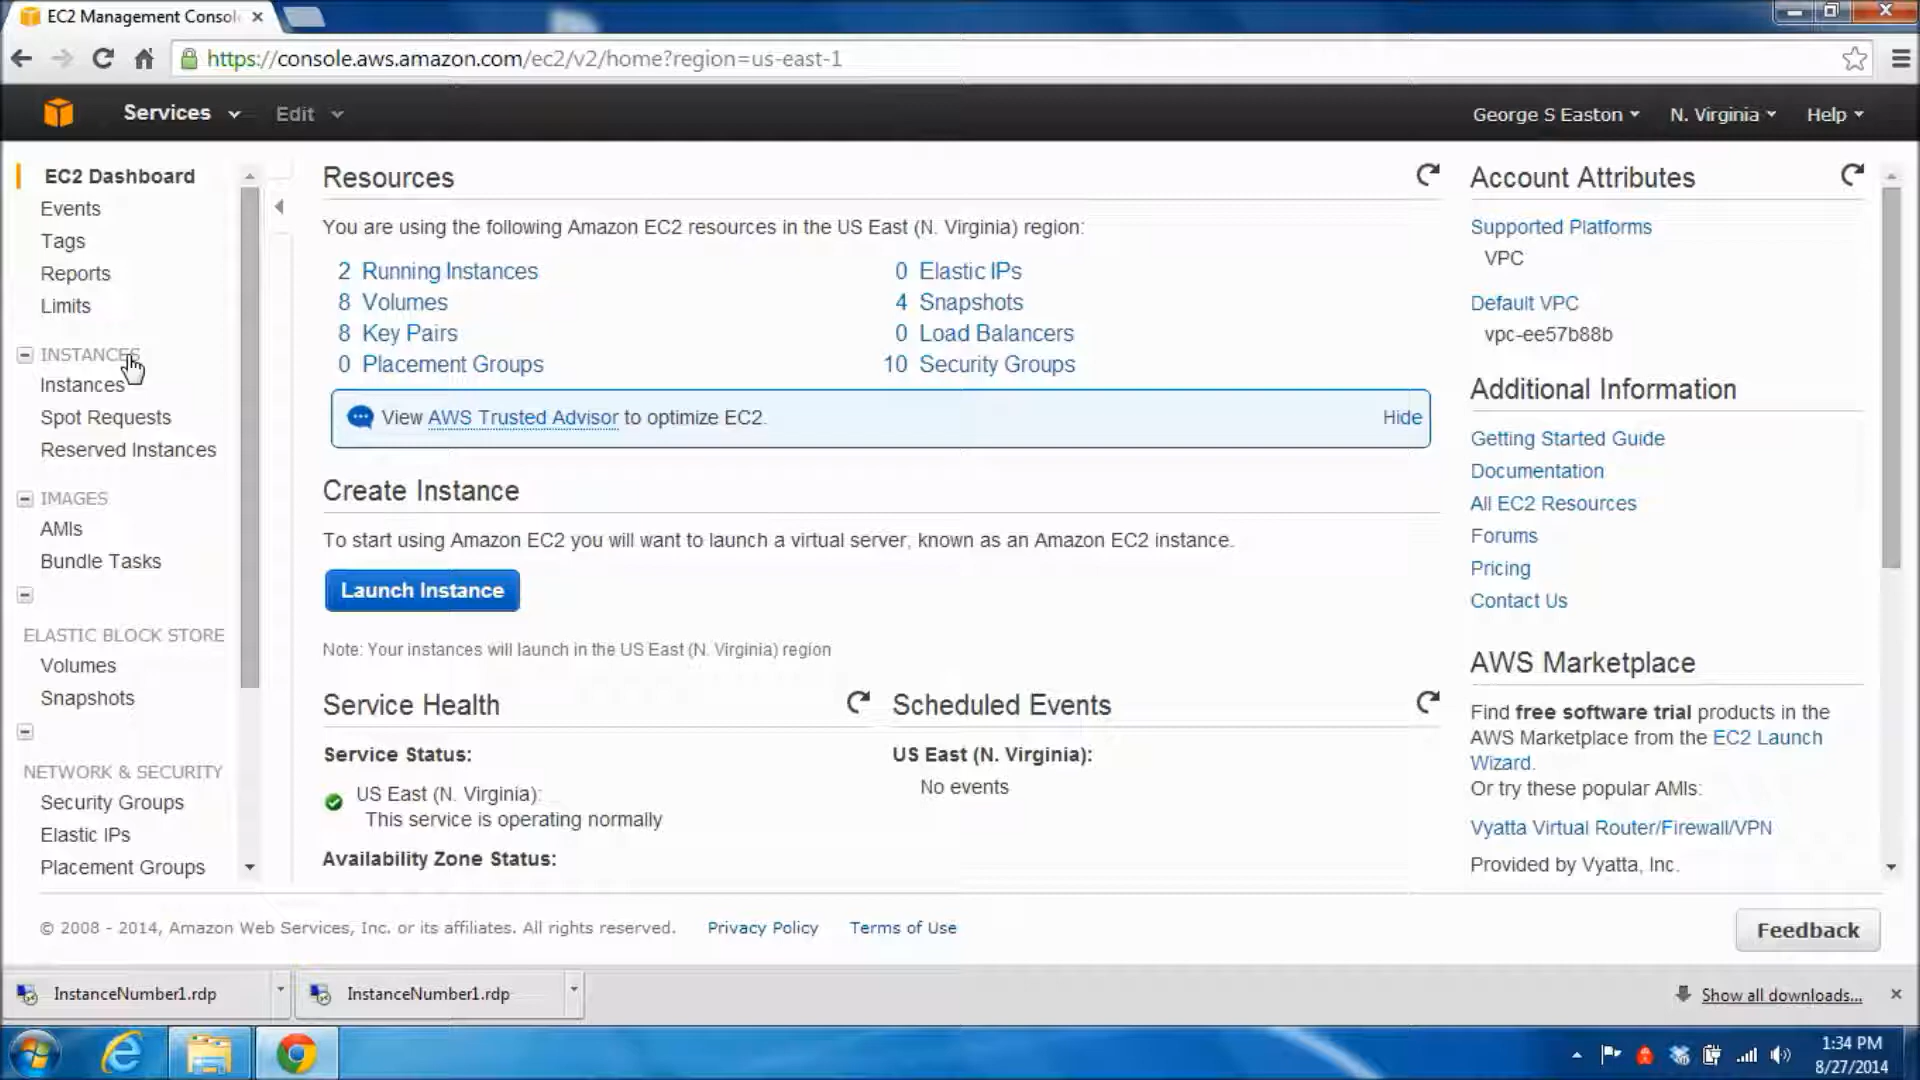 EC2 Management Consol
https://console.aws.amazon.com/ec2/v2/home?region=us-east-1
Services Edit George S Easton N. Virginia Help
EC2 Dashboard
Events
Tags
Reports
Limits
INSTANCES
Instances
Spot Requests
Reserved Instances
IMAGES
AMIs
Bundle Tasks
ELASTIC BLOCK STORE
Volumes
Snapshots
NETWORK & SECURITY
Security Groups
Elastic IPs
Placement Groups
Resources
You are using the following Amazon EC2 resources in the US East (N. Virginia) region:
2 Running Instances
8 Volumes
8 Key Pairs
0 Placement Groups
0 Elastic IPs
4 Snapshots
0 Load Balancers
10 Security Groups
View AWS Trusted Advisor to optimize EC2. Hide
Create Instance
To start using Amazon EC2 you will want to launch a virtual server, known as an Amazon EC2 instance.
Launch Instance
Note: Your instances will launch in the US East (N. Virginia) region
Service Health
Service Status:
US East (N. Virginia):
This service is operating normally
Availability Zone Status:
Scheduled Events
US East (N. Virginia):
No events
Account Attributes
Supported Platforms
VPC
Default VPC
vpc-ee57b88b
Additional Information
Getting Started Guide
Documentation
All EC2 Resources
Forums
Pricing
Contact Us
AWS Marketplace
Find free software trial products in the
AWS Marketplace from the EC2 Launch
Wizard.
Or try these popular AMIs:
Vyatta Virtual Router/Firewall/VPN
Provided by Vyatta, Inc.
© 2008 - 2014, Amazon Web Services, Inc. or its affiliates. All rights reserved. Privacy Policy Terms of Use
Feedback
InstanceNumber1.rdp InstanceNumber1.rdp Show all downloads...
1:34 PM
8/27/2014